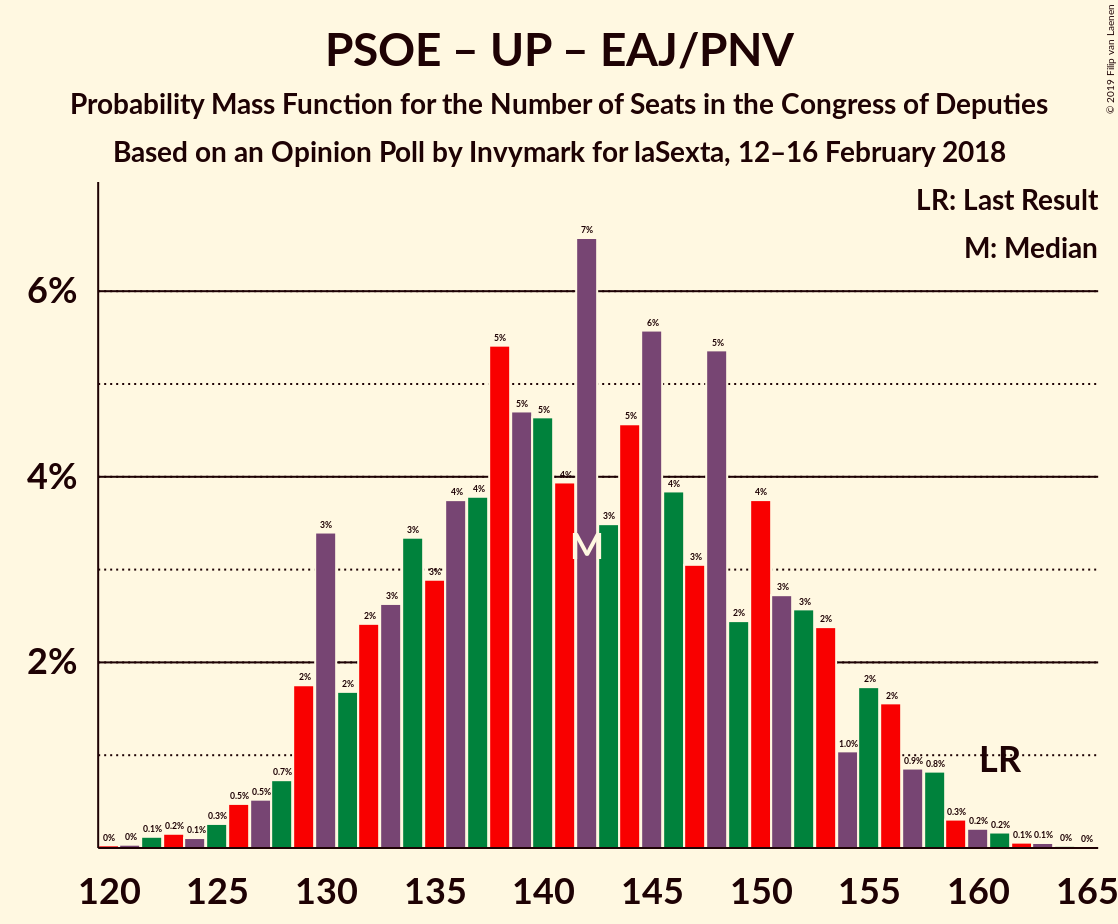 PSOE – UP – EAJ/PNV
Probability Mass Function for the Number of Seats in the Congress of Deputies
Based on an Opinion Poll by Invymark for laSexta, 12–16 February 2018
© 2019 Filip van Laenen
LR: Last Result
M: Median
6%
4%
2%
0% 0% 0.1% 0.2% 0.1% 0.3% 0.5% 0.5% 0.7% 2% 3% 2% 2% 3% 3% 3% 4% 4% 5% 5% 5% 4% 7% 3% 5% 6% 4% 3% 5% 2% 4% 3% 3% 2% 1.0% 2% 2% 0.9% 0.8% 0.3% 0.2% 0.2% 0.1% 0.1% 0% 0%
M
LR
120 125 130 135 140 145 150 155 160 165